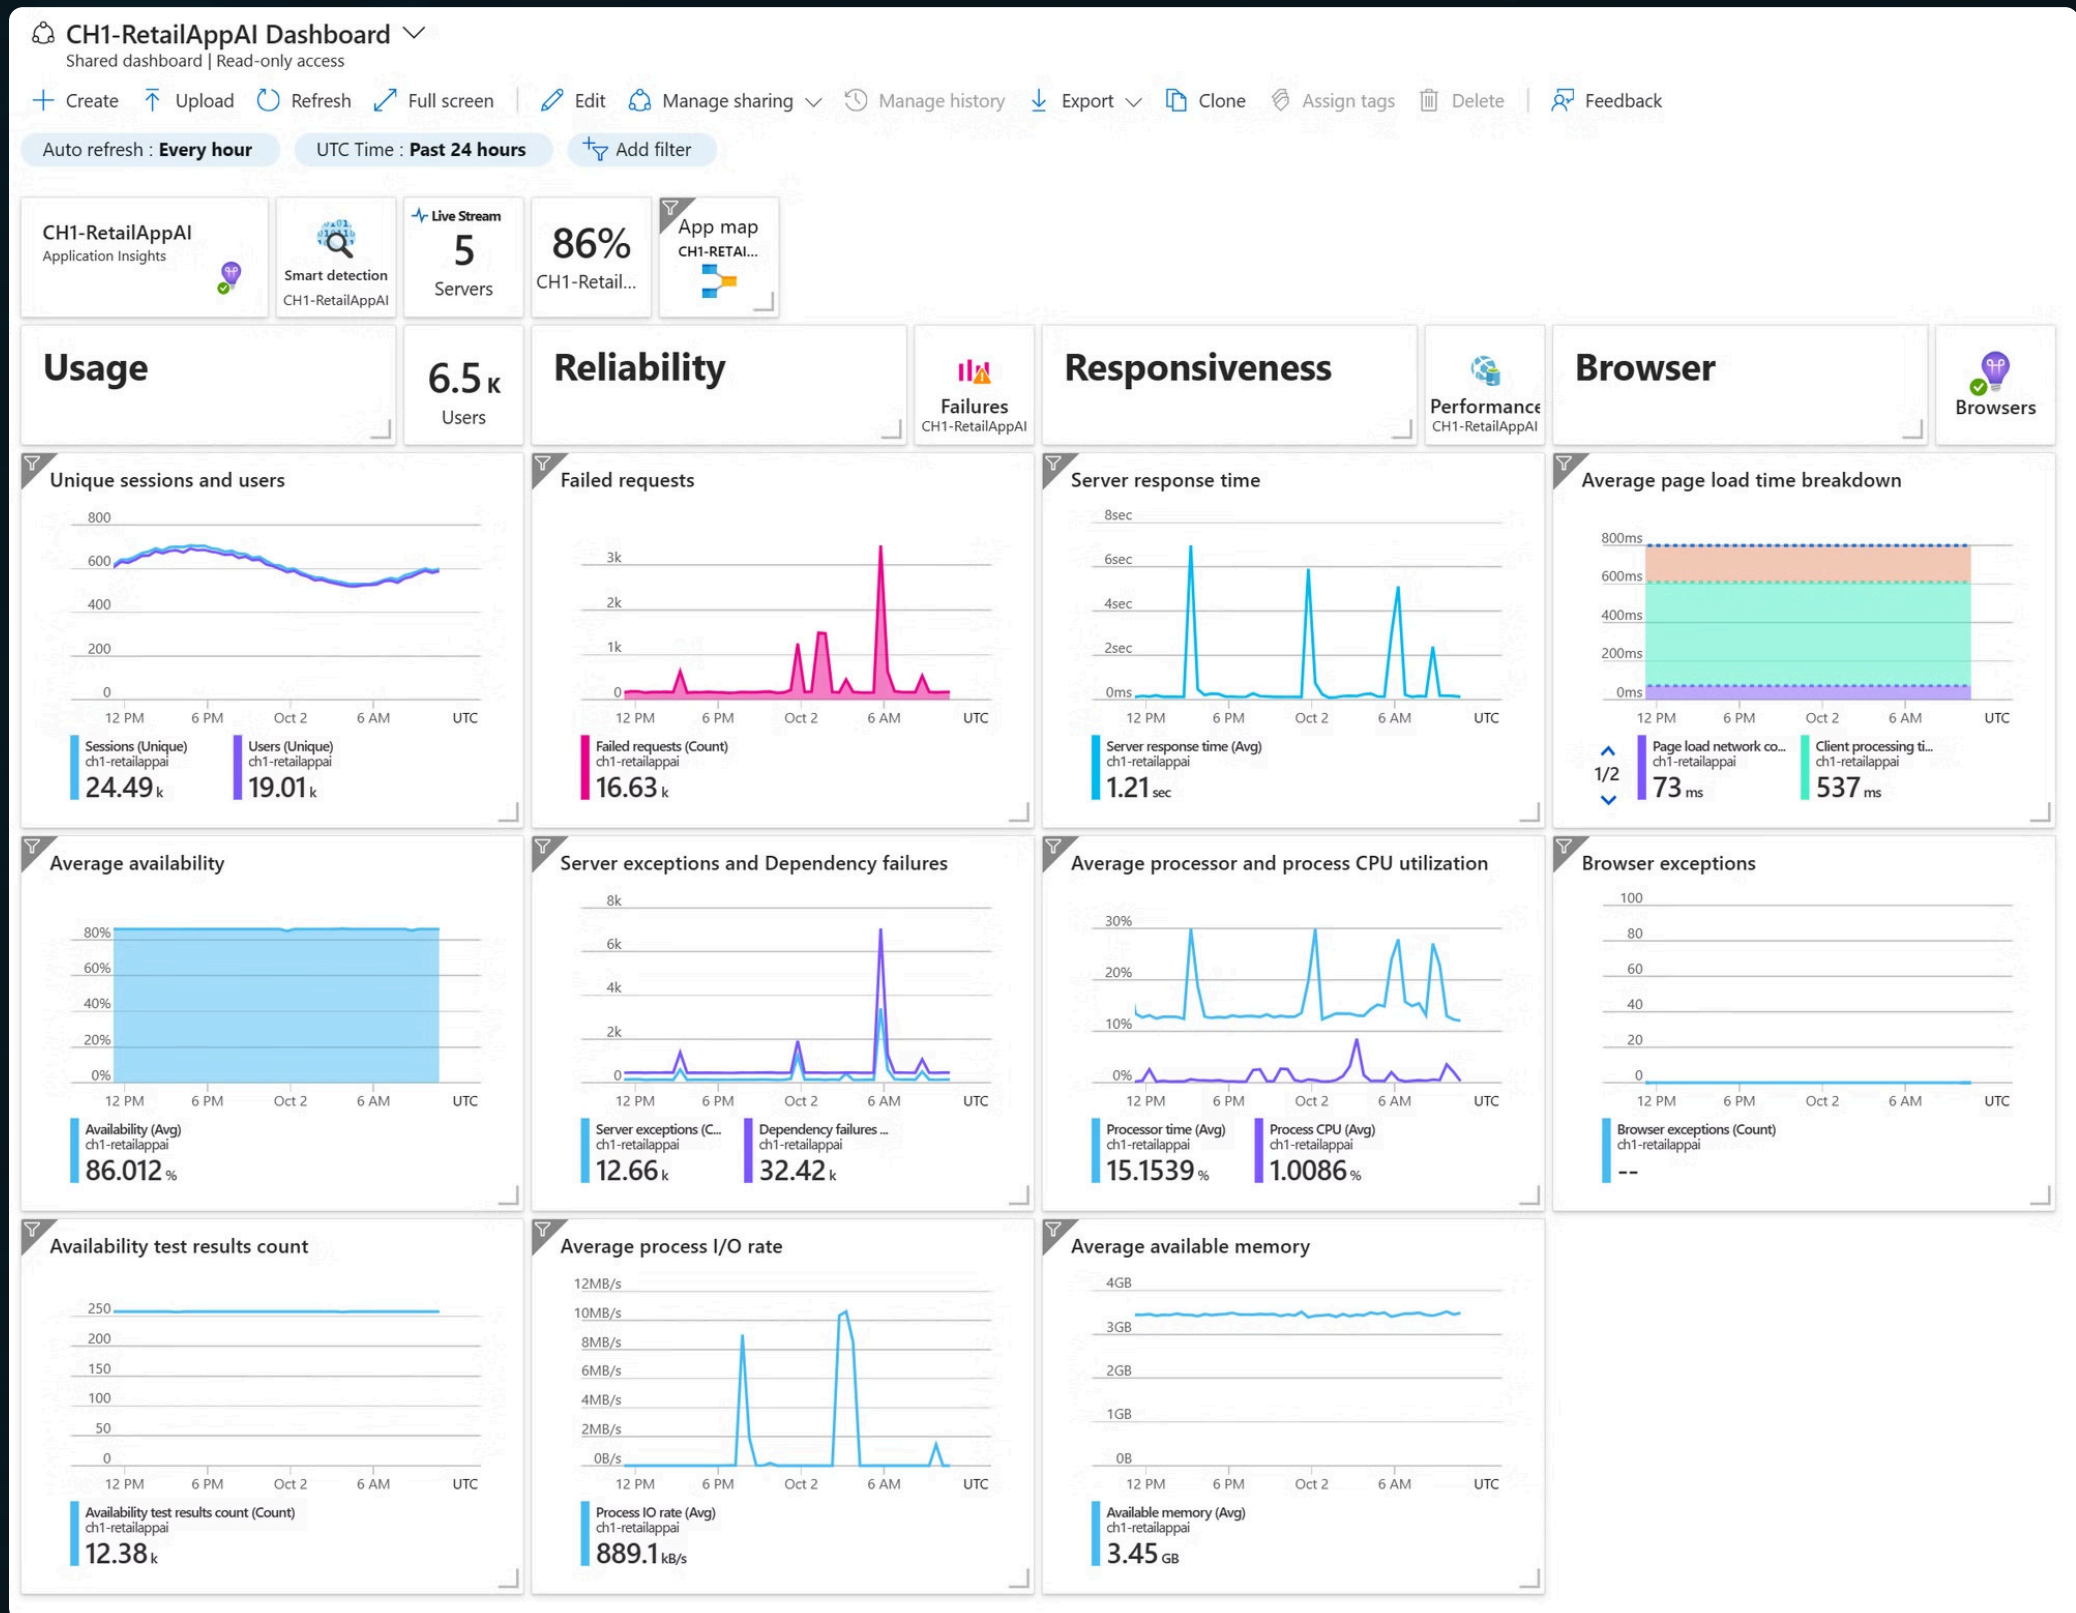 CH1-RetailAppAI Dashboard
Shared dashboard | Read-only access
Create Upload Refresh Full screen Edit Manage sharing Manage history Export Clone Assign tags Delete Feedback
Auto refresh : Every hour UTC Time : Past 24 hours Add filter
CH1-RetailAppAI
Application Insights
Smart detection
CH1-RetailAppAI
Live Stream
5
Servers
86%
CH1-Retail...
App map
CH1-RETAI...
Usage
6.5 K
Users
Reliability
Failures
CH1-RetailAppAI
Responsiveness
Performance
CH1-RetailAppAI
Browser
Browsers
Unique sessions and users
800
600
400
200
0
12 PM 6 PM Oct 2 6 AM UTC
Sessions (Unique)
ch1-retailappai
24.49 k
Users (Unique)
ch1-retailappai
19.01 k
Failed requests
3k
2k
1k
0
12 PM 6 PM Oct 2 6 AM UTC
Failed requests (Count)
ch1-retailappai
16.63 k
Server response time
8sec
6sec
4sec
2sec
0ms
12 PM 6 PM Oct 2 6 AM UTC
Server response time (Avg)
ch1-retailappai
1.21 sec
Average page load time breakdown
800ms
600ms
400ms
200ms
0ms
12 PM 6 PM Oct 2 6 AM UTC
1/2
Page load network co...
ch1-retailappai
73 ms
Client processing ti...
ch1-retailappai
537 ms
Average availability
80%
60%
40%
20%
0%
12 PM 6 PM Oct 2 6 AM UTC
Availability (Avg)
ch1-retailappai
86.012 %
Server exceptions and Dependency failures
8k
6k
4k
2k
0
12 PM 6 PM Oct 2 6 AM UTC
Server exceptions (C...
ch1-retailappai
12.66 k
Dependency failures ...
ch1-retailappai
32.42 k
Average processor and process CPU utilization
30%
20%
10%
0%
12 PM 6 PM Oct 2 6 AM UTC
Processor time (Avg)
ch1-retailappai
15.1539 %
Process CPU (Avg)
ch1-retailappai
1.0086 %
Browser exceptions
100
80
60
40
20
0
12 PM 6 PM Oct 2 6 AM UTC
Browser exceptions (Count)
ch1-retailappai
--
Availability test results count
250
200
150
100
50
0
12 PM 6 PM Oct 2 6 AM UTC
Availability test results count (Count)
ch1-retailappai
12.38 k
Average process I/O rate
12MB/s
10MB/s
8MB/s
6MB/s
4MB/s
2MB/s
0B/s
12 PM 6 PM Oct 2 6 AM UTC
Process IO rate (Avg)
ch1-retailappai
889.1 kB/s
Average available memory
4GB
3GB
2GB
1GB
0B
12 PM 6 PM Oct 2 6 AM UTC
Available memory (Avg)
ch1-retailappai
3.45 GB